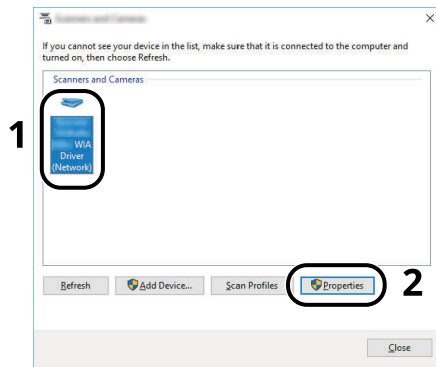 If you cannot see your device in the list, make sure that it is connected to the computer and
turned on, then choose Refresh.
Scanners and Cameras
1
WIA
Driver
(Network)
Refresh
Add Device...
Scan Profiles
Properties
2
Close